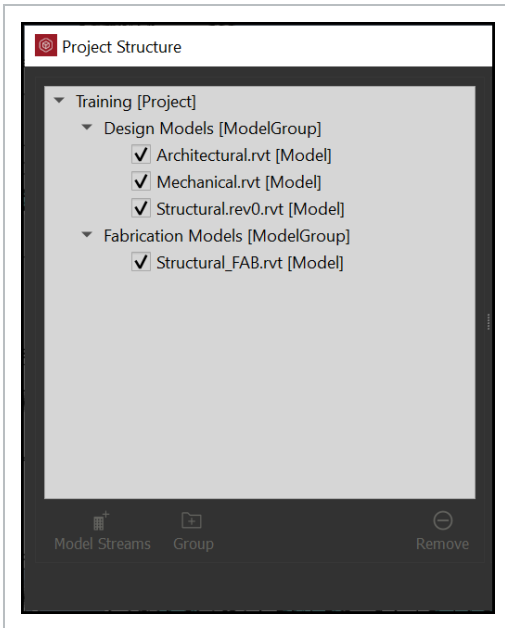 Project Structure
Training [Project]
Design Models [ModelGroup]
Architectural.rvt [Model]
Mechanical.rvt [Model]
Structural.rev0.rvt [Model]
Fabrication Models [ModelGroup]
Structural_FAB.rvt [Model]
Model Streams Group Remove